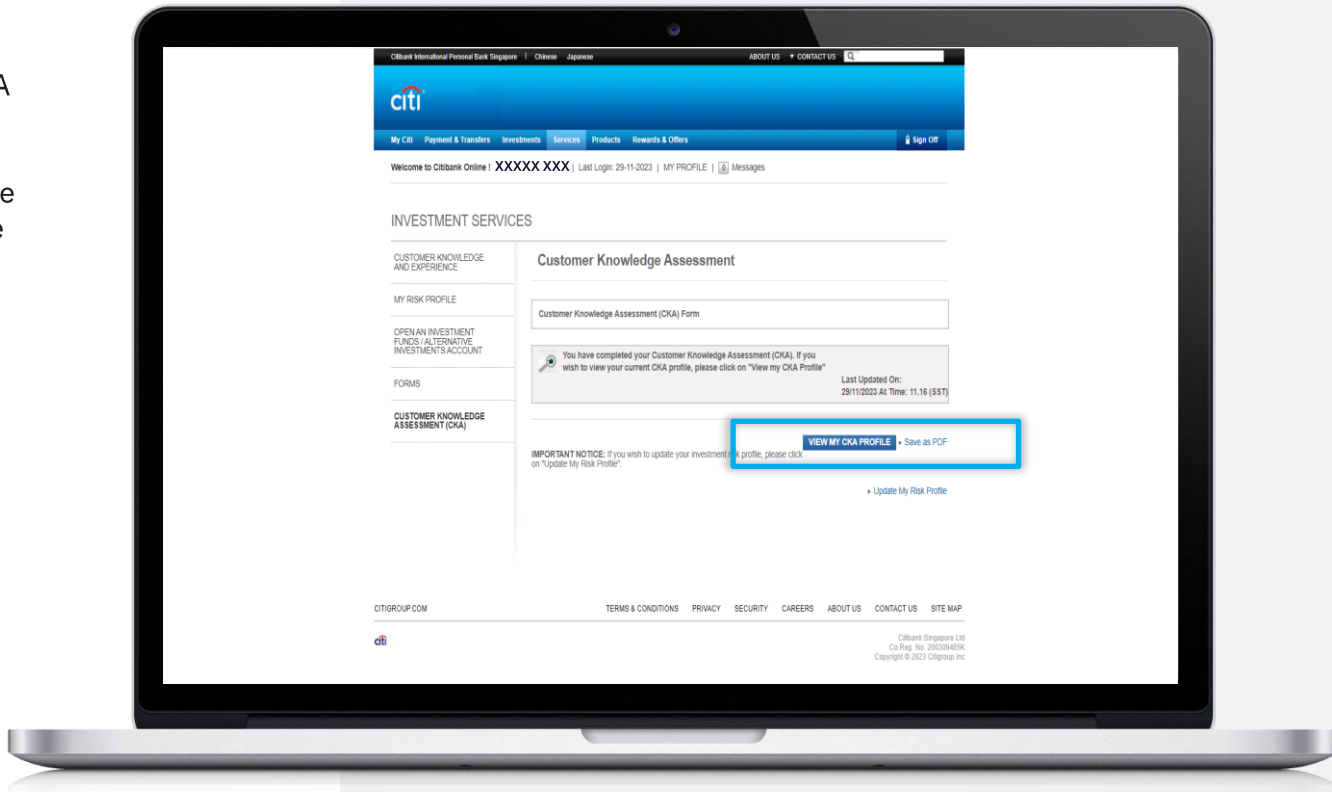 A
e
e
Citibank International Personal Bank Singapore | Chinese Japanese ABOUT US ▼ CONTACT US
citi
My Citi Payment & Transfers Investments Services Products Rewards & Offers Sign Off
Welcome to Citibank Online ! XXXXX XXX | Last Login: 29-11-2023 | MY PROFILE | 0 Messages
INVESTMENT SERVICES
CUSTOMER KNOWLEDGE
AND EXPERIENCE
MY RISK PROFILE
OPEN AN INVESTMENT
FUNDS / ALTERNATIVE
INVESTMENTS ACCOUNT
FORMS
CUSTOMER KNOWLEDGE
ASSESSMENT (CKA)
Customer Knowledge Assessment
Customer Knowledge Assessment (CKA) Form
You have completed your Customer Knowledge Assessment (CKA). If you
wish to view your current CKA profile, please click on "View my CKA Profile"
Last Updated On:
29/11/2023 At Time: 11.16 (SST)
VIEW MY CKA PROFILE ▸ Save as PDF
IMPORTANT NOTICE: If you wish to update your investment risk profile, please click
on "Update My Risk Profile".
▸ Update My Risk Profile
CITIGROUP.COM TERMS & CONDITIONS PRIVACY SECURITY CAREERS ABOUT US CONTACT US SITE MAP
citi
Citibank Singapore Ltd
Co.Reg. No. 200309485K
Copyright © 2023 Citigroup Inc